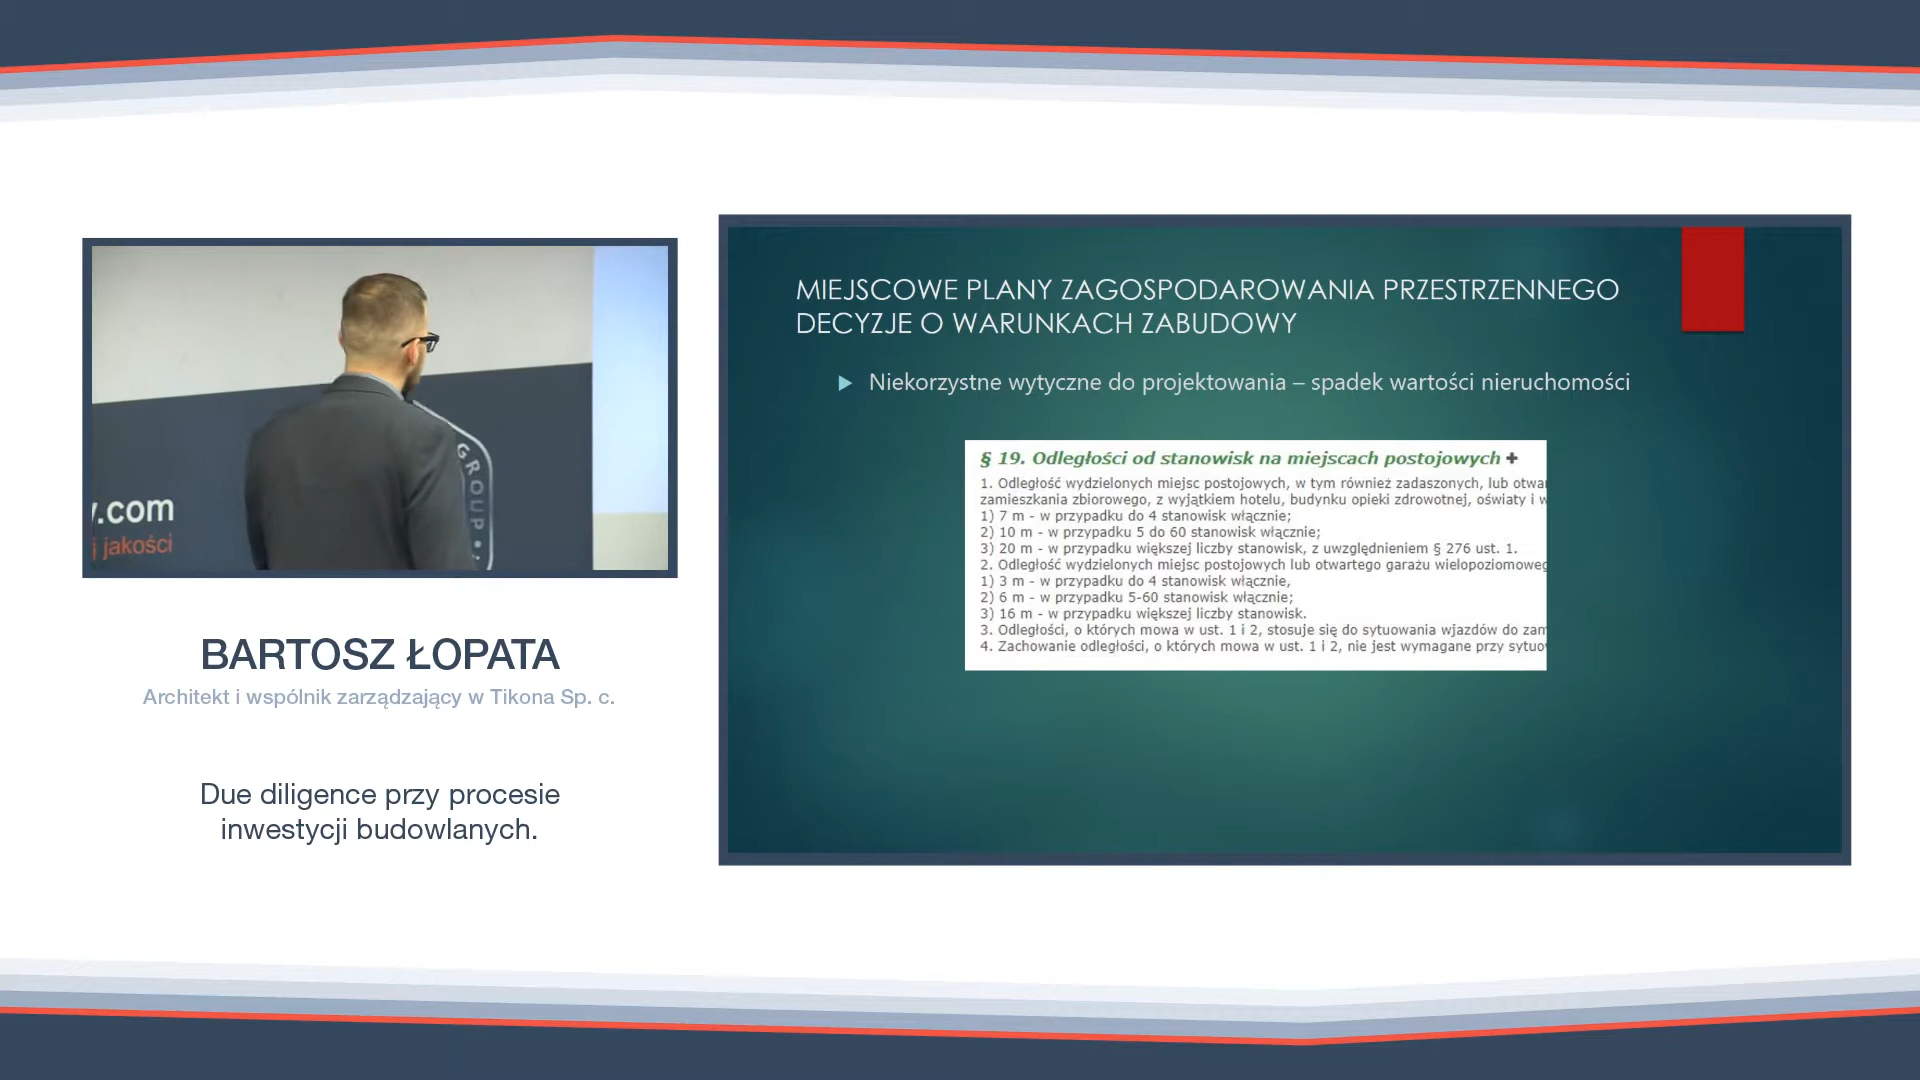 .com
jakości
GROUP
BARTOSZ ŁOPATA
Architekt i wspólnik zarządzający w Tikona Sp. c.
Due diligence przy procesie
inwestycji budowlanych.
MIEJSCOWE PLANY ZAGOSPODAROWANIA PRZESTRZENNEGO
DECYZJE O WARUNKACH ZABUDOWY
Niekorzystne wytyczne do projektowania – spadek wartości nieruchomości
§ 19. Odległości od stanowisk na miejscach postojowych +
1. Odległość wydzielonych miejsc postojowych, w tym również zadaszonych, lub otwar
zamieszkania zbiorowego, z wyjątkiem hotelu, budynku opieki zdrowotnej, oświaty i w
1) 7 m - w przypadku do 4 stanowisk włącznie;
2) 10 m - w przypadku 5 do 60 stanowisk włącznie;
3) 20 m - w przypadku większej liczby stanowisk, z uwzględnieniem § 276 ust. 1.
2. Odległość wydzielonych miejsc postojowych lub otwartego garażu wielopoziomoweg
1) 3 m - w przypadku do 4 stanowisk włącznie,
2) 6 m - w przypadku 5-60 stanowisk włącznie;
3) 16 m - w przypadku większej liczby stanowisk.
3. Odległości, o których mowa w ust. 1 i 2, stosuje się do sytuowania wjazdów do zam
4. Zachowanie odległości, o których mowa w ust. 1 i 2, nie jest wymagane przy sytuow